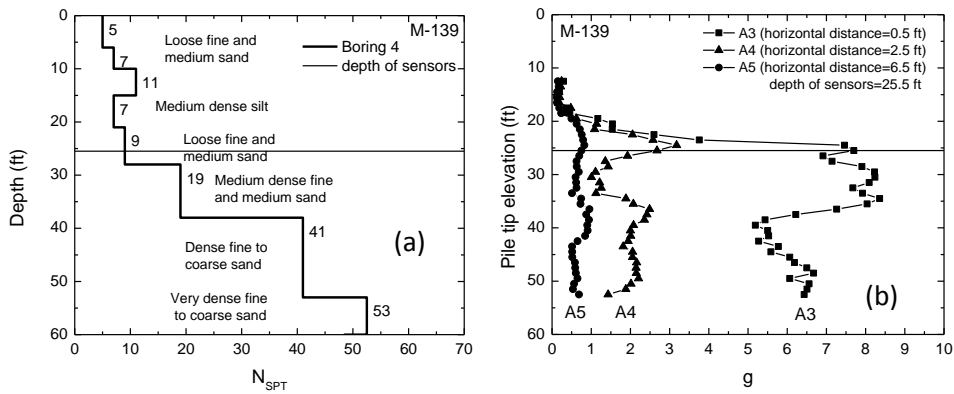 M-139
Boring 4
depth of sensors
5
Loose fine and
medium sand
7
11
Medium dense silt
7
9
Loose fine and
medium sand
19
Medium dense fine
and medium sand
41
Dense fine to
coarse sand
Very dense fine
to coarse sand
53
(a)
0
10
20
30
40
50
60
Depth (ft)
0
10
20
30
40
50
60
70
N_SPT
M-139
A3 (horizontal distance=0.5 ft)
A4 (horizontal distance=2.5 ft)
A5 (horizontal distance=6.5 ft)
depth of sensors=25.5 ft
(b)
A5
A4
A3
0
10
20
30
40
50
60
Pile tip elevation (ft)
0
1
2
3
4
5
6
7
8
9
10
g